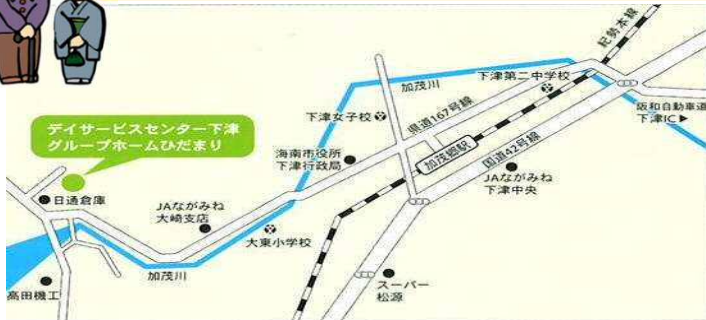 紀勢本線
加茂川
下津第二中学校
デイサービスセンター下津
グループホームひだまり
下津女子校
県道167号線
阪和自動車道
下津IC▶
海南市役所
下津行政局
加茂郷駅
国道42号線
JAながみね
下津中央
日通倉庫
JAながみね
大崎支店
大東小学校
加茂川
高田機工
スーパー
松源